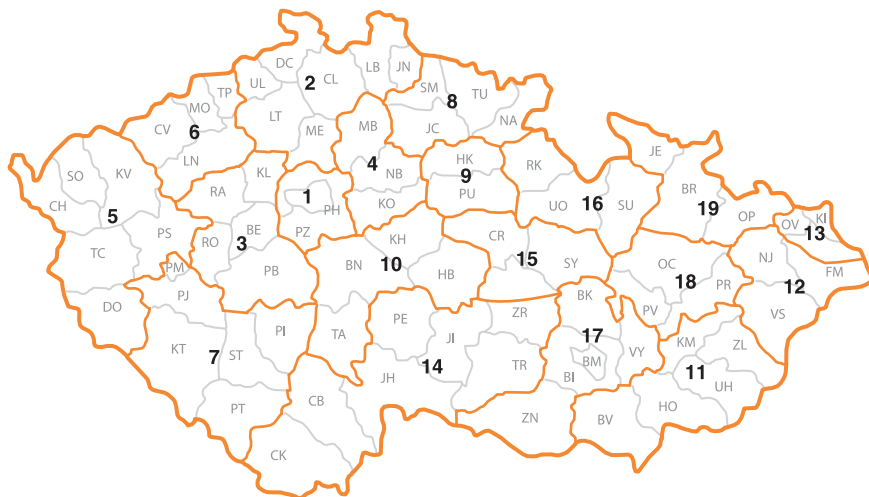 DC
UL
2
CL
LB
JN
SM
TU
8
TP
MO
CV
6
LT
ME
MB
JC
NA
LN
SO
KV
CH
5
RA
KL
1
PH
4
NB
KO
HK
9
PU
RK
UO
16
SU
JE
BR
19
OP
OV
KI
13
TC
PS
RO
BE
3
PZ
PM
PB
KH
10
BN
HB
CR
15
SY
OC
18
PR
PV
NJ
12
FM
VS
DO
PJ
KT
7
ST
PI
TA
PE
JI
14
JH
ZR
TR
BK
17
BM
BI
VY
KM
ZL
11
UH
HO
PT
CB
CK
ZN
BV